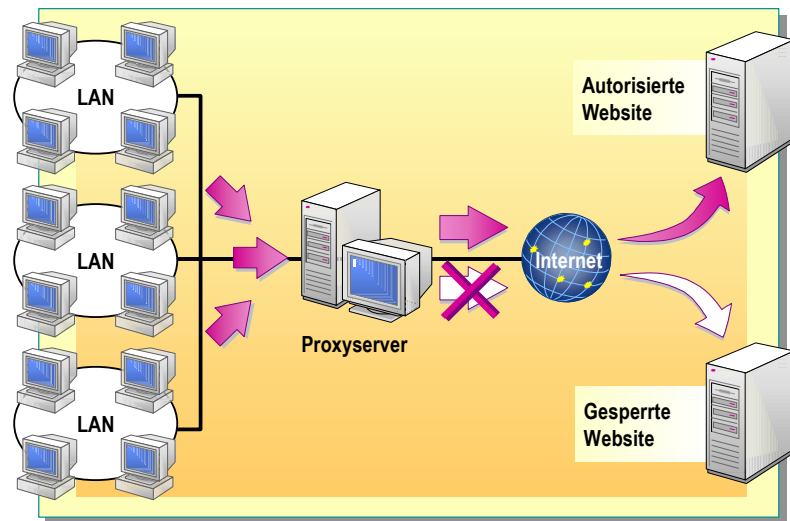 LAN
Autorisierte
Website
LAN
Internet
Proxyserver
LAN
Gesperrte
Website